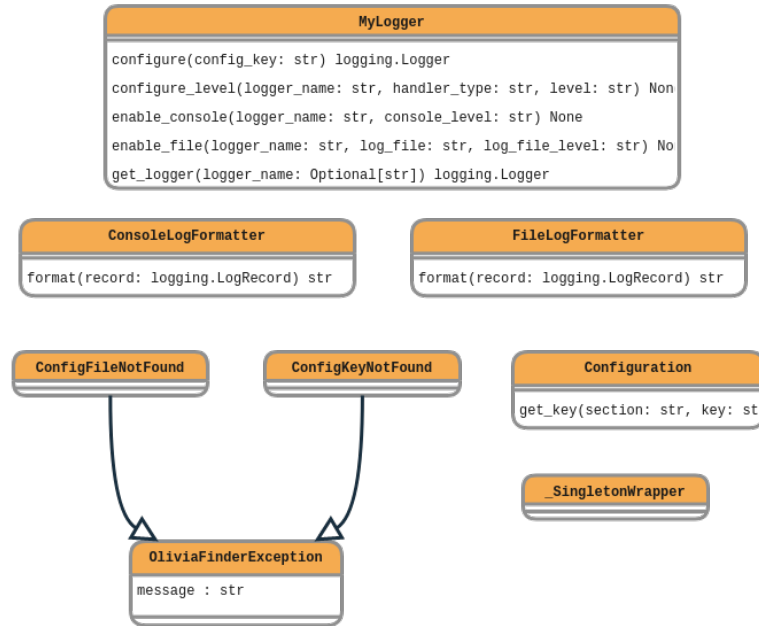 MyLogger
configure(config_key: str) logging.Logger
configure_level(logger_name: str, handler_type: str, level: str) Non
enable_console(logger_name: str, console_level: str) None
enable_file(logger_name: str, log_file: str, log_file_level: str) No
get_logger(logger_name: Optional[str]) logging.Logger
ConsoleLogFormatter
format(record: logging.LogRecord) str
FileLogFormatter
format(record: logging.LogRecord) str
ConfigFileNotFound
ConfigKeyNotFound
Configuration
get_key(section: str, key: st
_SingletonWrapper
OliviaFinderException
message : str